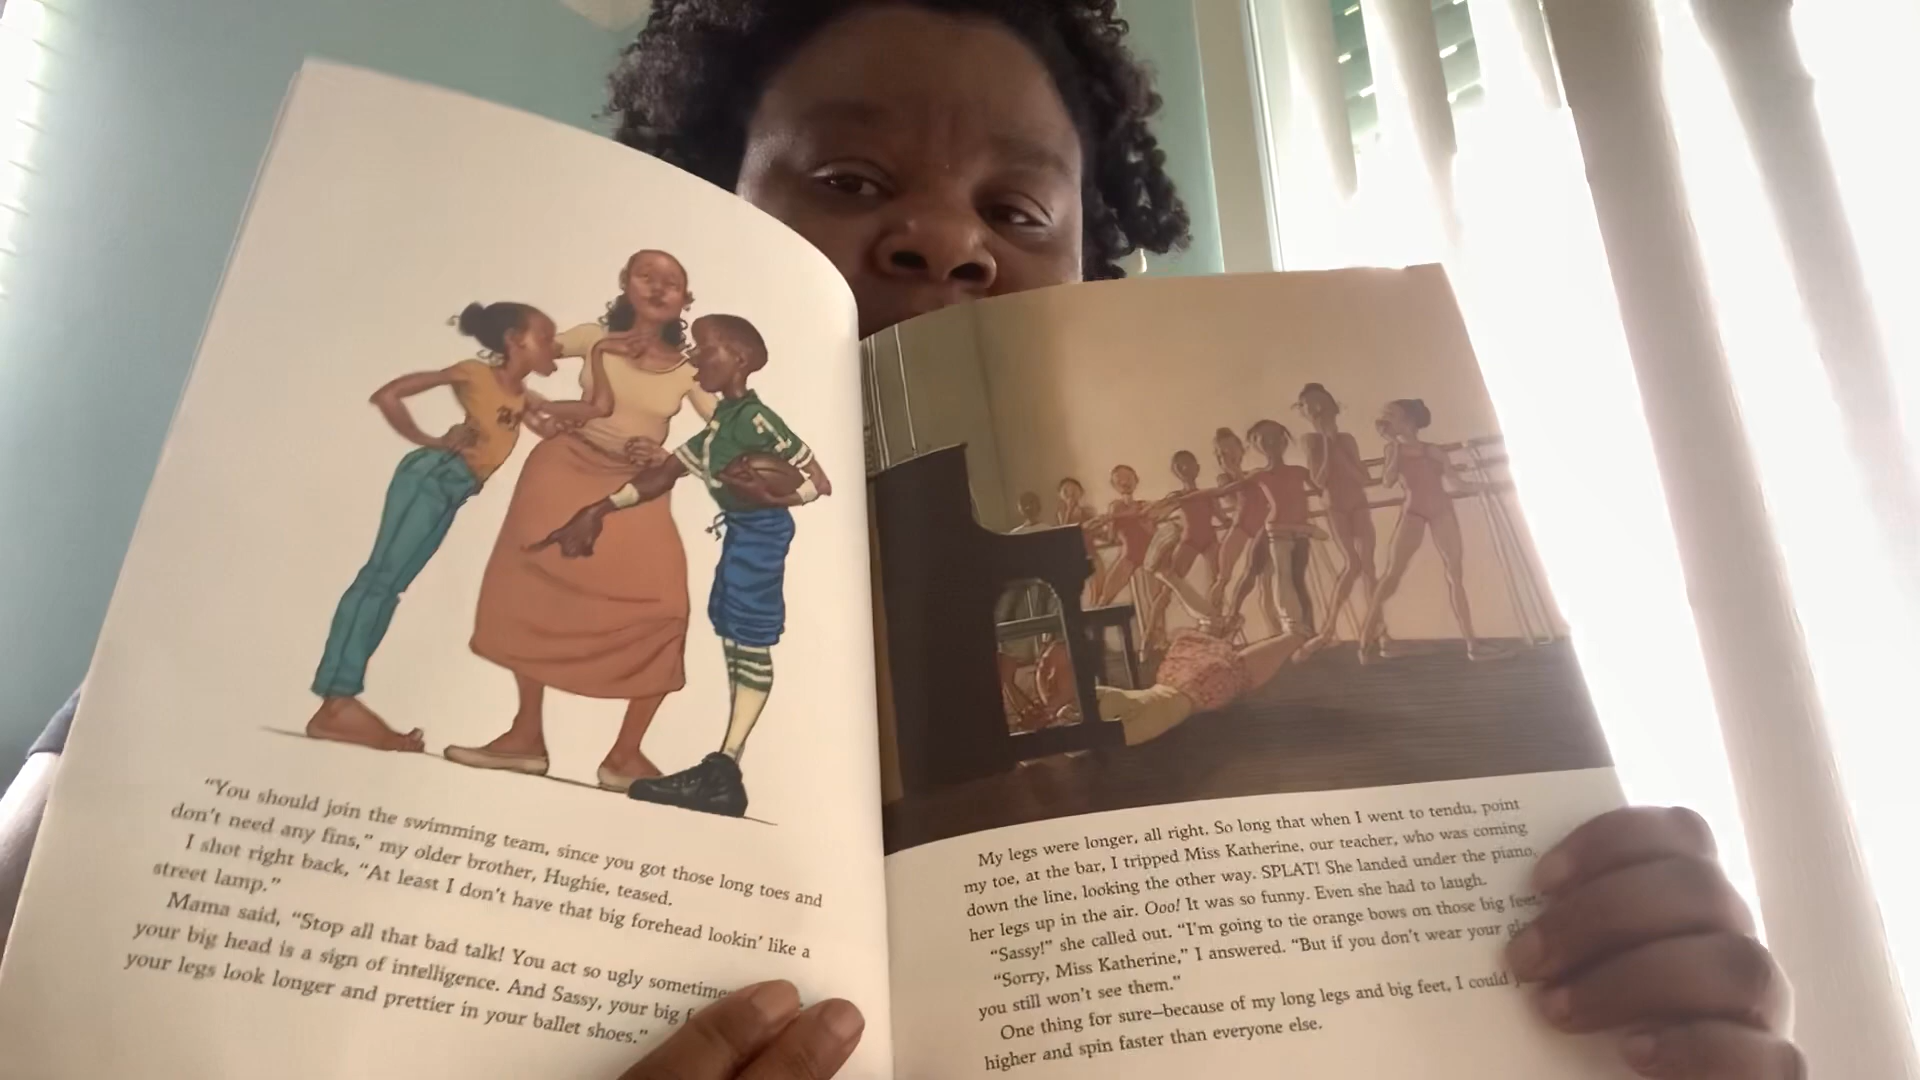 "You should join the swimming team, since you got those long toes and
don't need any fins," my older brother, Hughie, teased.
I shot right back, "At least I don't have that big forehead lookin' like a
street lamp."
Mama said, "Stop all that bad talk! You act so ugly
your big head is a sign of intelligence. And Sassy, your big
your legs look longer and prettier in your ballet shoes."
My legs were longer, all right. So long that when I went to tendu, point
my toe, at the bar, I tripped Miss Katherine, our teacher, who was coming
down the line, looking the other way. SPLAT! She landed under the piano,
her legs up in the air. Ooo! It was so funny. Even she had to laugh.
"Sassy!" she called out. "I'm going to tie orange bows on those big feet."
"Sorry, Miss Katherine," I answered. "But if you don't wear your
you still won't see them."
One thing for sure—because of my long legs and big feet, I could
higher and spin faster than everyone else.